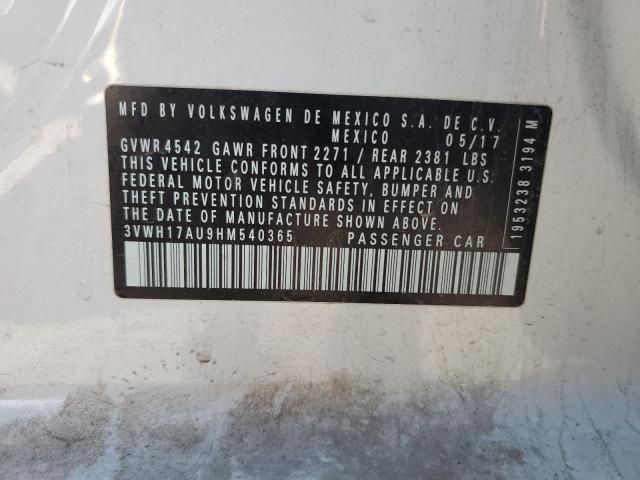 MFD BY VOLKSWAGEN DE MEXICO S.A. DE C.V.
MEXICO 05/17
GVWR 4542 GAWR FRONT 2271 / REAR 2381 LBS
THIS VEHICLE CONFORMS TO ALL APPLICABLE U.S.
FEDERAL MOTOR VEHICLE SAFETY, BUMPER AND
THEFT PREVENTION STANDARDS IN EFFECT ON
THE DATE OF MANUFACTURE SHOWN ABOVE.
3VWH17AU9HM540365 PASSENGER CAR
1953238 3194 M